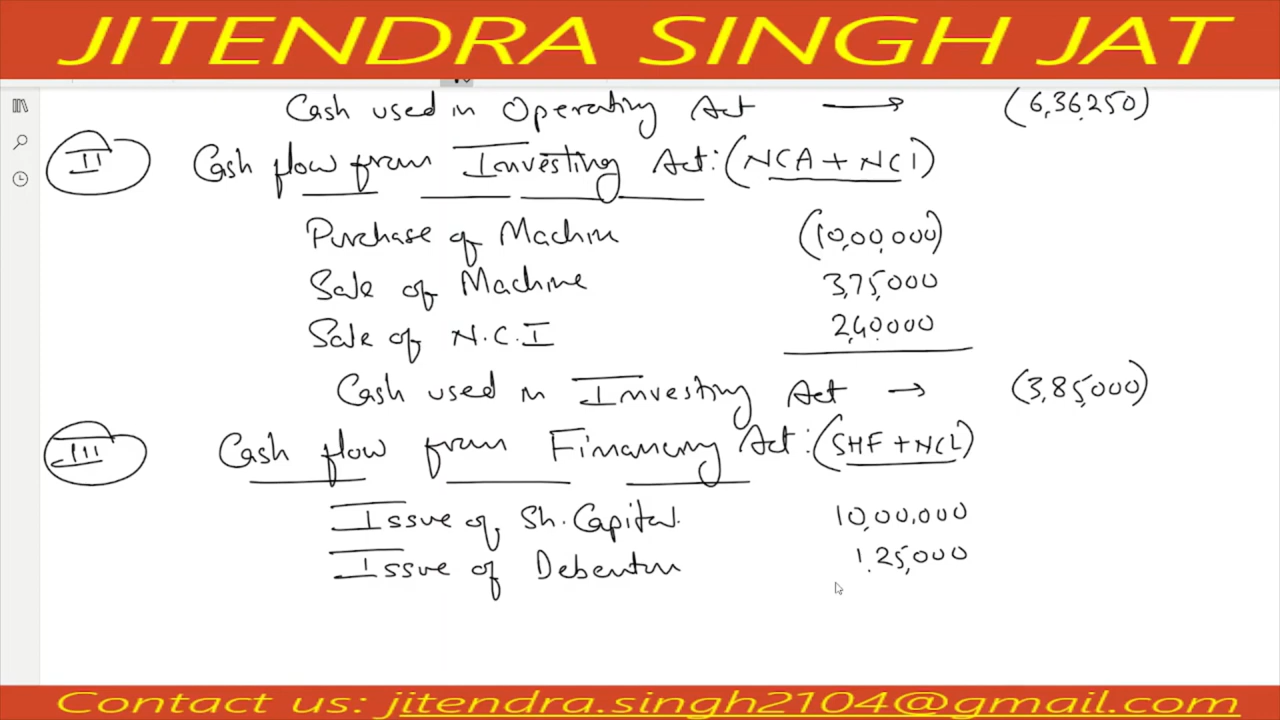 JITENDRA SINGH JAT
Cash used in Operating Act → (6,36,250)
II Cash flow from Investing Act: (NCA + NCI)
Purchase of Machine (10,00,000)
Sale of Machine 3,75,000
Sale of N.C.I 2,40,000
Cash used in Investing Act → (3,85,000)
III Cash flow from Financing Act: (SHF + NCL)
Issue of Sh. Capital. 10,00,000
Issue of Debenture 1,25,000
Contact us: jitendra.singh2104@gmail.com